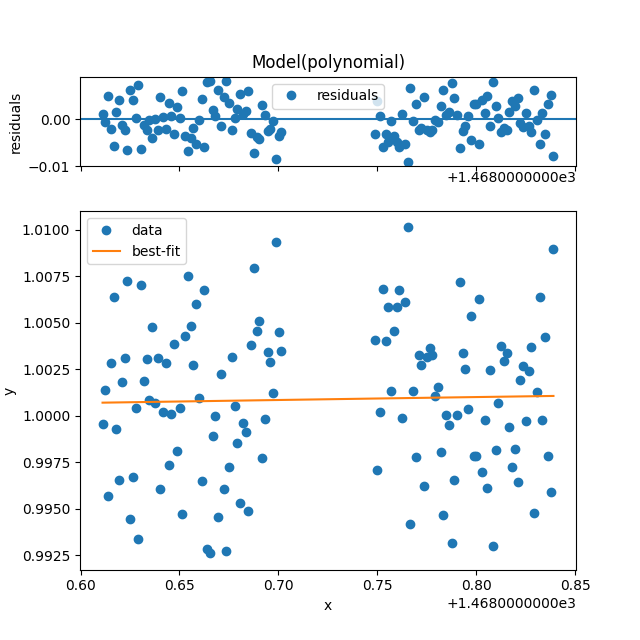 Model(polynomial)
residuals
0.00
−0.01
residuals
+1.4680000000e3
1.0100
1.0075
1.0050
1.0025
1.0000
0.9975
0.9950
0.9925
y
data
best-fit
0.60 0.65 0.70 0.75 0.80 0.85
x
+1.4680000000e3